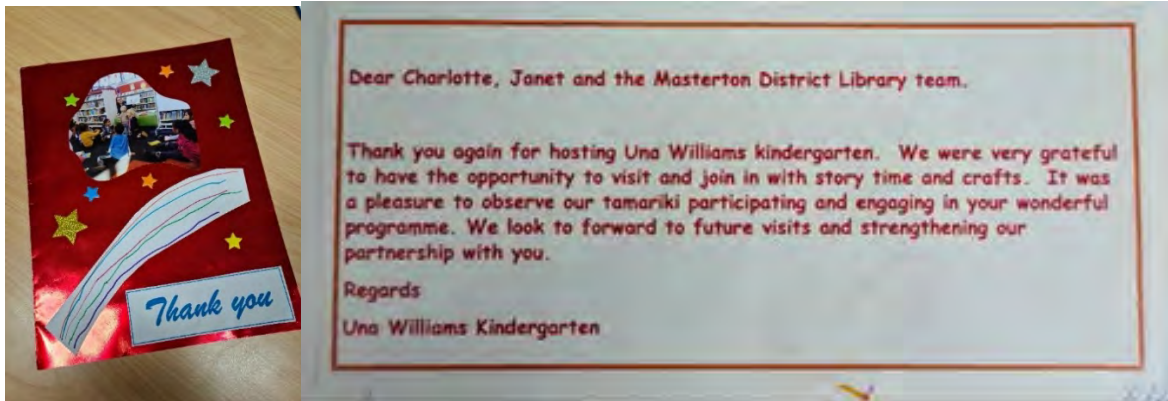 Thank you
Dear Charlotte, Janet and the Masterton District Library team.
Thank you again for hosting Una Williams kindergarten. We were very grateful
to have the opportunity to visit and join in with story time and crafts. It was
a pleasure to observe our tamariki participating and engaging in your wonderful
programme. We look to forward to future visits and strengthening our
partnership with you.
Regards
Una Williams Kindergarten